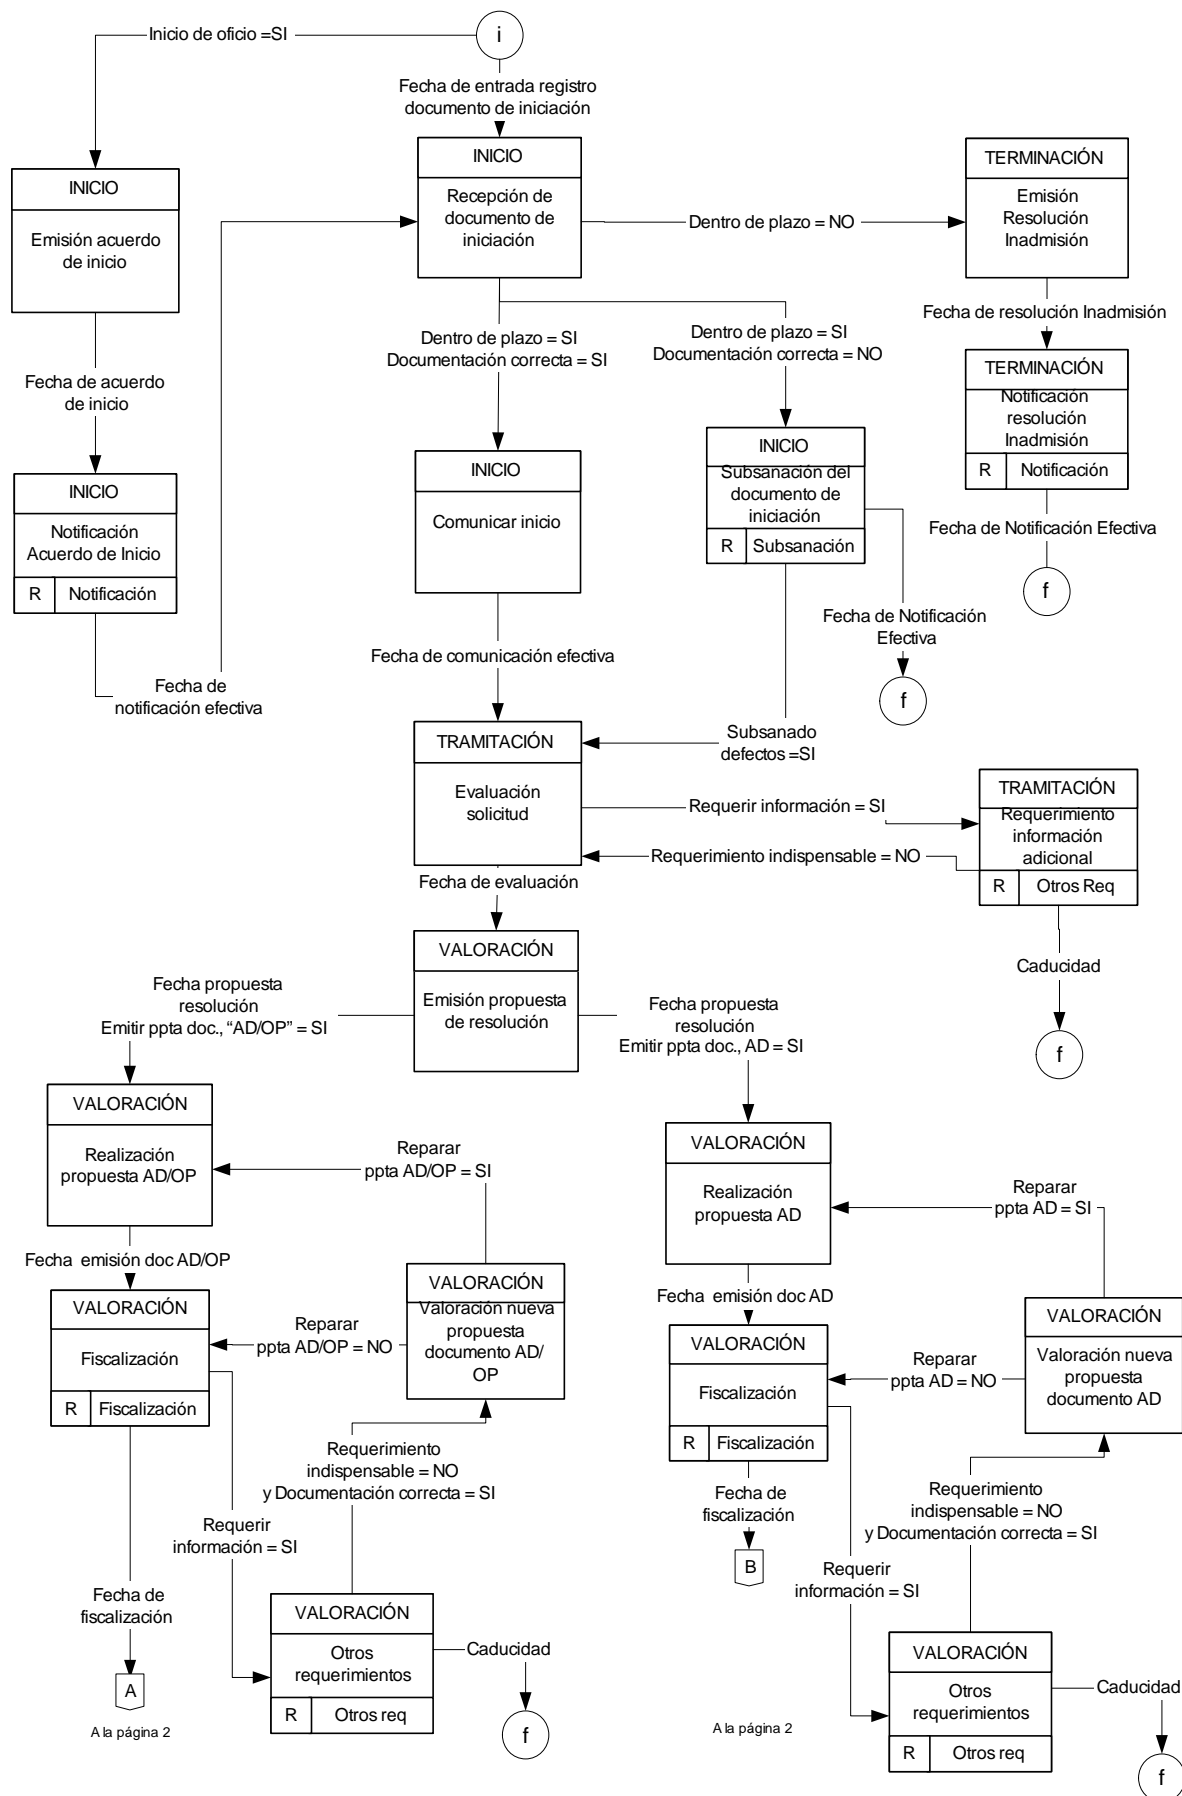 Inicio de oficio =SI
i
Fecha de entrada registro
documento de iniciación
INICIO
Recepción de
documento de
iniciación
Dentro de plazo = NO
TERMINACIÓN
Emisión
Resolución
Inadmisión
INICIO
Emisión acuerdo
de inicio
Fecha de resolución Inadmisión
Dentro de plazo = SI
Documentación correcta = SI
Dentro de plazo = SI
Documentación correcta = NO
TERMINACIÓN
Notificación
resolución
Inadmisión
R
Notificación
Fecha de acuerdo
de inicio
INICIO
Notificación
Acuerdo de Inicio
R
Notificación
INICIO
Comunicar inicio
INICIO
Subsanación del
documento de
iniciación
R
Subsanación
Fecha de Notificación Efectiva
f
Fecha de Notificación
Efectiva
f
Fecha de comunicación efectiva
Fecha de
notificación efectiva
Subsanado
defectos =SI
TRAMITACIÓN
Evaluación
solicitud
Requerir información = SI
TRAMITACIÓN
Requerimiento
información
adicional
R
Otros Req
Requerimiento indispensable = NO
Fecha de evaluación
VALORACIÓN
Emisión propuesta
de resolución
Caducidad
f
Fecha propuesta
resolución
Emitir ppta doc., “AD/OP” = SI
Fecha propuesta
resolución
Emitir ppta doc., AD = SI
VALORACIÓN
Realización
propuesta AD/OP
Reparar
ppta AD/OP = SI
VALORACIÓN
Realización
propuesta AD
Reparar
ppta AD = SI
Fecha  emisión doc AD/OP
VALORACIÓN
Fiscalización
R
Fiscalización
Reparar
ppta AD/OP = NO
VALORACIÓN
Valoración nueva
propuesta
documento AD/
OP
Fecha  emisión doc AD
VALORACIÓN
Fiscalización
R
Fiscalización
Reparar
ppta AD = NO
VALORACIÓN
Valoración nueva
propuesta
documento AD
Requerimiento
indispensable = NO
y Documentación correcta = SI
Requerir
información = SI
Fecha de
fiscalización
B
Requerimiento
indispensable = NO
y Documentación correcta = SI
Requerir
información = SI
Fecha de
fiscalización
A
A la página 2
VALORACIÓN
Otros
requerimientos
R
Otros req
Caducidad
f
A la página 2
VALORACIÓN
Otros
requerimientos
R
Otros req
Caducidad
f